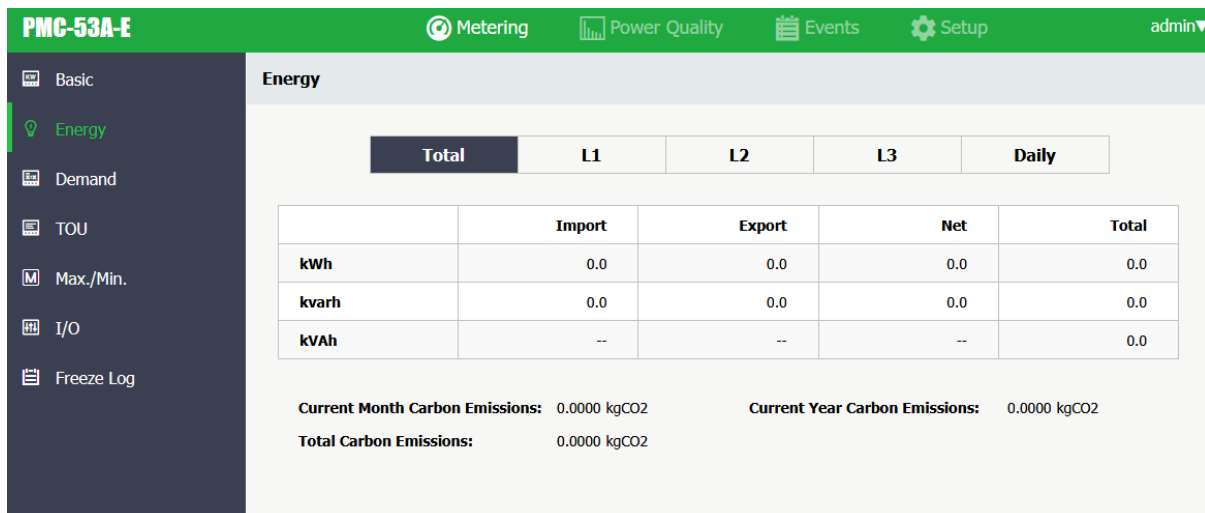 PMC-53A-E Metering Power Quality Events Setup admin▼
Basic
Energy
Demand
TOU
Max./Min.
I/O
Freeze Log
Energy
Total L1 L2 L3 Daily
Import Export Net Total
kWh 0.0 0.0 0.0 0.0
kvarh 0.0 0.0 0.0 0.0
kVAh -- -- -- 0.0
Current Month Carbon Emissions: 0.0000 kgCO2 Current Year Carbon Emissions: 0.0000 kgCO2
Total Carbon Emissions: 0.0000 kgCO2